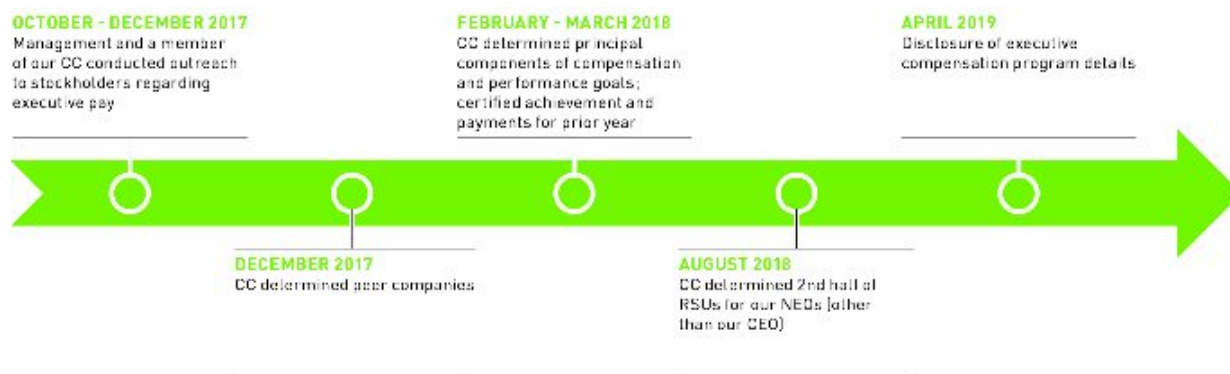 OCTOBER - DECEMBER 2017
Management and a member
of our CC conducted outreach
to stockholders regarding
executive pay
FEBRUARY - MARCH 2018
CC determined principal
components of compensation
and performance goals;
certified achievement and
payments for prior year
APRIL 2019
Disclosure of executive
compensation program details
DECEMBER 2017
CC determined peer companies
AUGUST 2018
CC determined 2nd half of
RSUs for our NEOs (other
than our CEO)